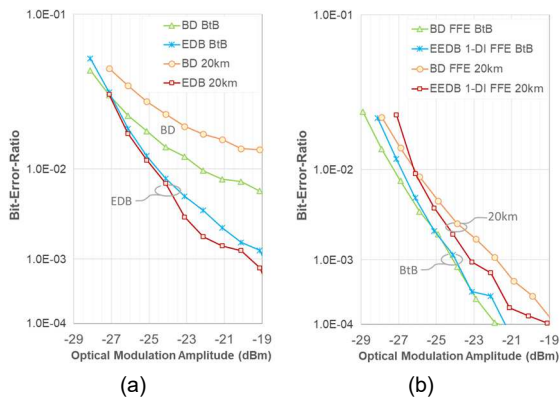 1.0E-01
1.0E-02
1.0E-03
1.0E-04
Bit-Error-Ratio
BD BtB
EDB BtB
BD 20km
EDB 20km
BD
EDB
-29 -27 -25 -23 -21 -19
Optical Modulation Amplitude (dBm)
(a)
1.0E-01
1.0E-02
1.0E-03
1.0E-04
Bit-Error-Ratio
BD FFE BtB
EEDB 1-DI FFE BtB
BD FFE 20km
EEDB 1-DI FFE 20km
20km
BtB
-29 -27 -25 -23 -21 -19
Optical Modulation Amplitude (dBm)
(b)